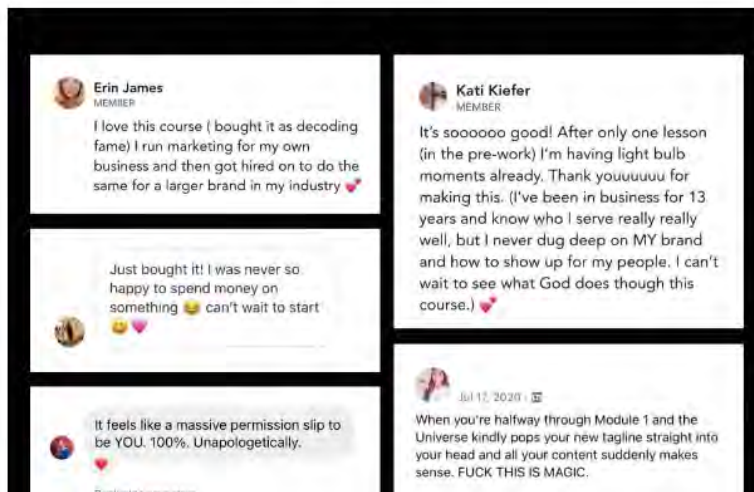 Erin James
MEMBER
I love this course ( bought it as decoding
fame) I run marketing for my own
business and then got hired on to do the
same for a larger brand in my industry 💕
Just bought it! I was never so
happy to spend money on
something 😂 can't wait to start
😀💗
It feels like a massive permission slip to
be YOU. 100%. Unapologetically.
❤️
Kati Kiefer
MEMBER
It's soooooo good! After only one lesson
(in the pre-work) I'm having light bulb
moments already. Thank youuuuuu for
making this. (I've been in business for 13
years and know who I serve really really
well, but I never dug deep on MY brand
and how to show up for my people. I can't
wait to see what God does though this
course.) 💕
Jul 17, 2020 ·
When you're halfway through Module 1 and the
Universe kindly pops your new tagline straight into
your head and all your content suddenly makes
sense. FUCK THIS IS MAGIC.